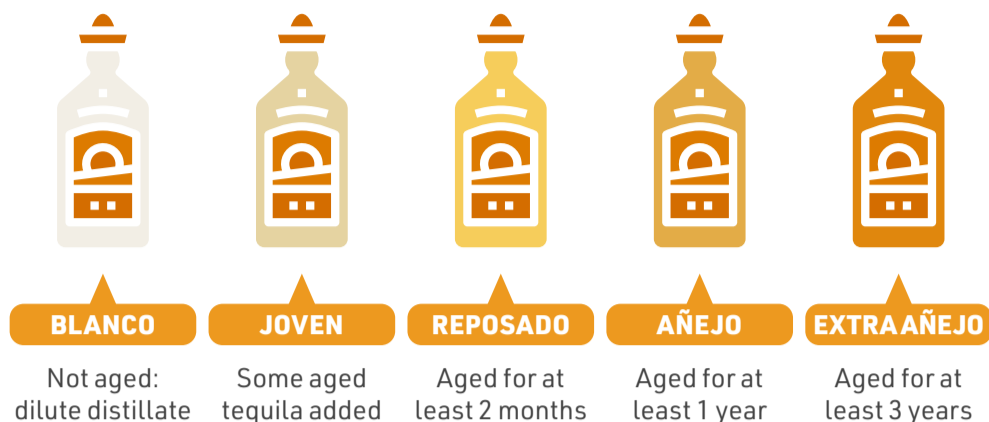 BLANCO
Not aged:
dilute distillate
JOVEN
Some aged
tequila added
REPOSADO
Aged for at
least 2 months
AÑEJO
Aged for at
least 1 year
EXTRA AÑEJO
Aged for at
least 3 years